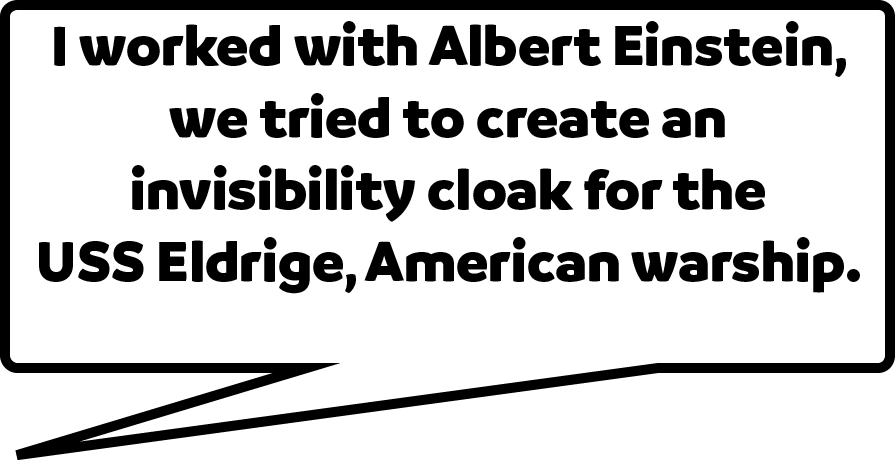 I worked with Albert Einstein,
we tried to create an
invisibility cloak for the
USS Eldrige, American warship.